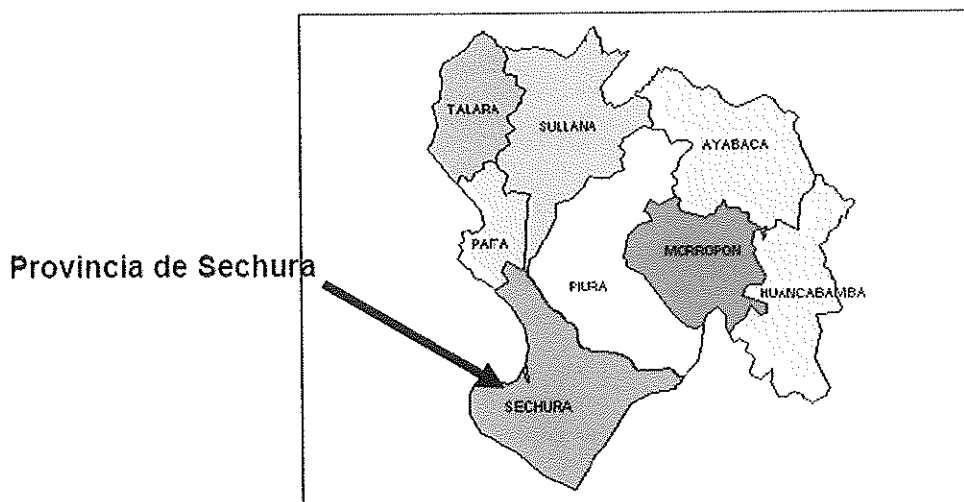 TALARA
SULLANA
AYABACA
PAITA
MORROPON
Provincia de Sechura
PIURA
HUANCABAMBA
SECHURA